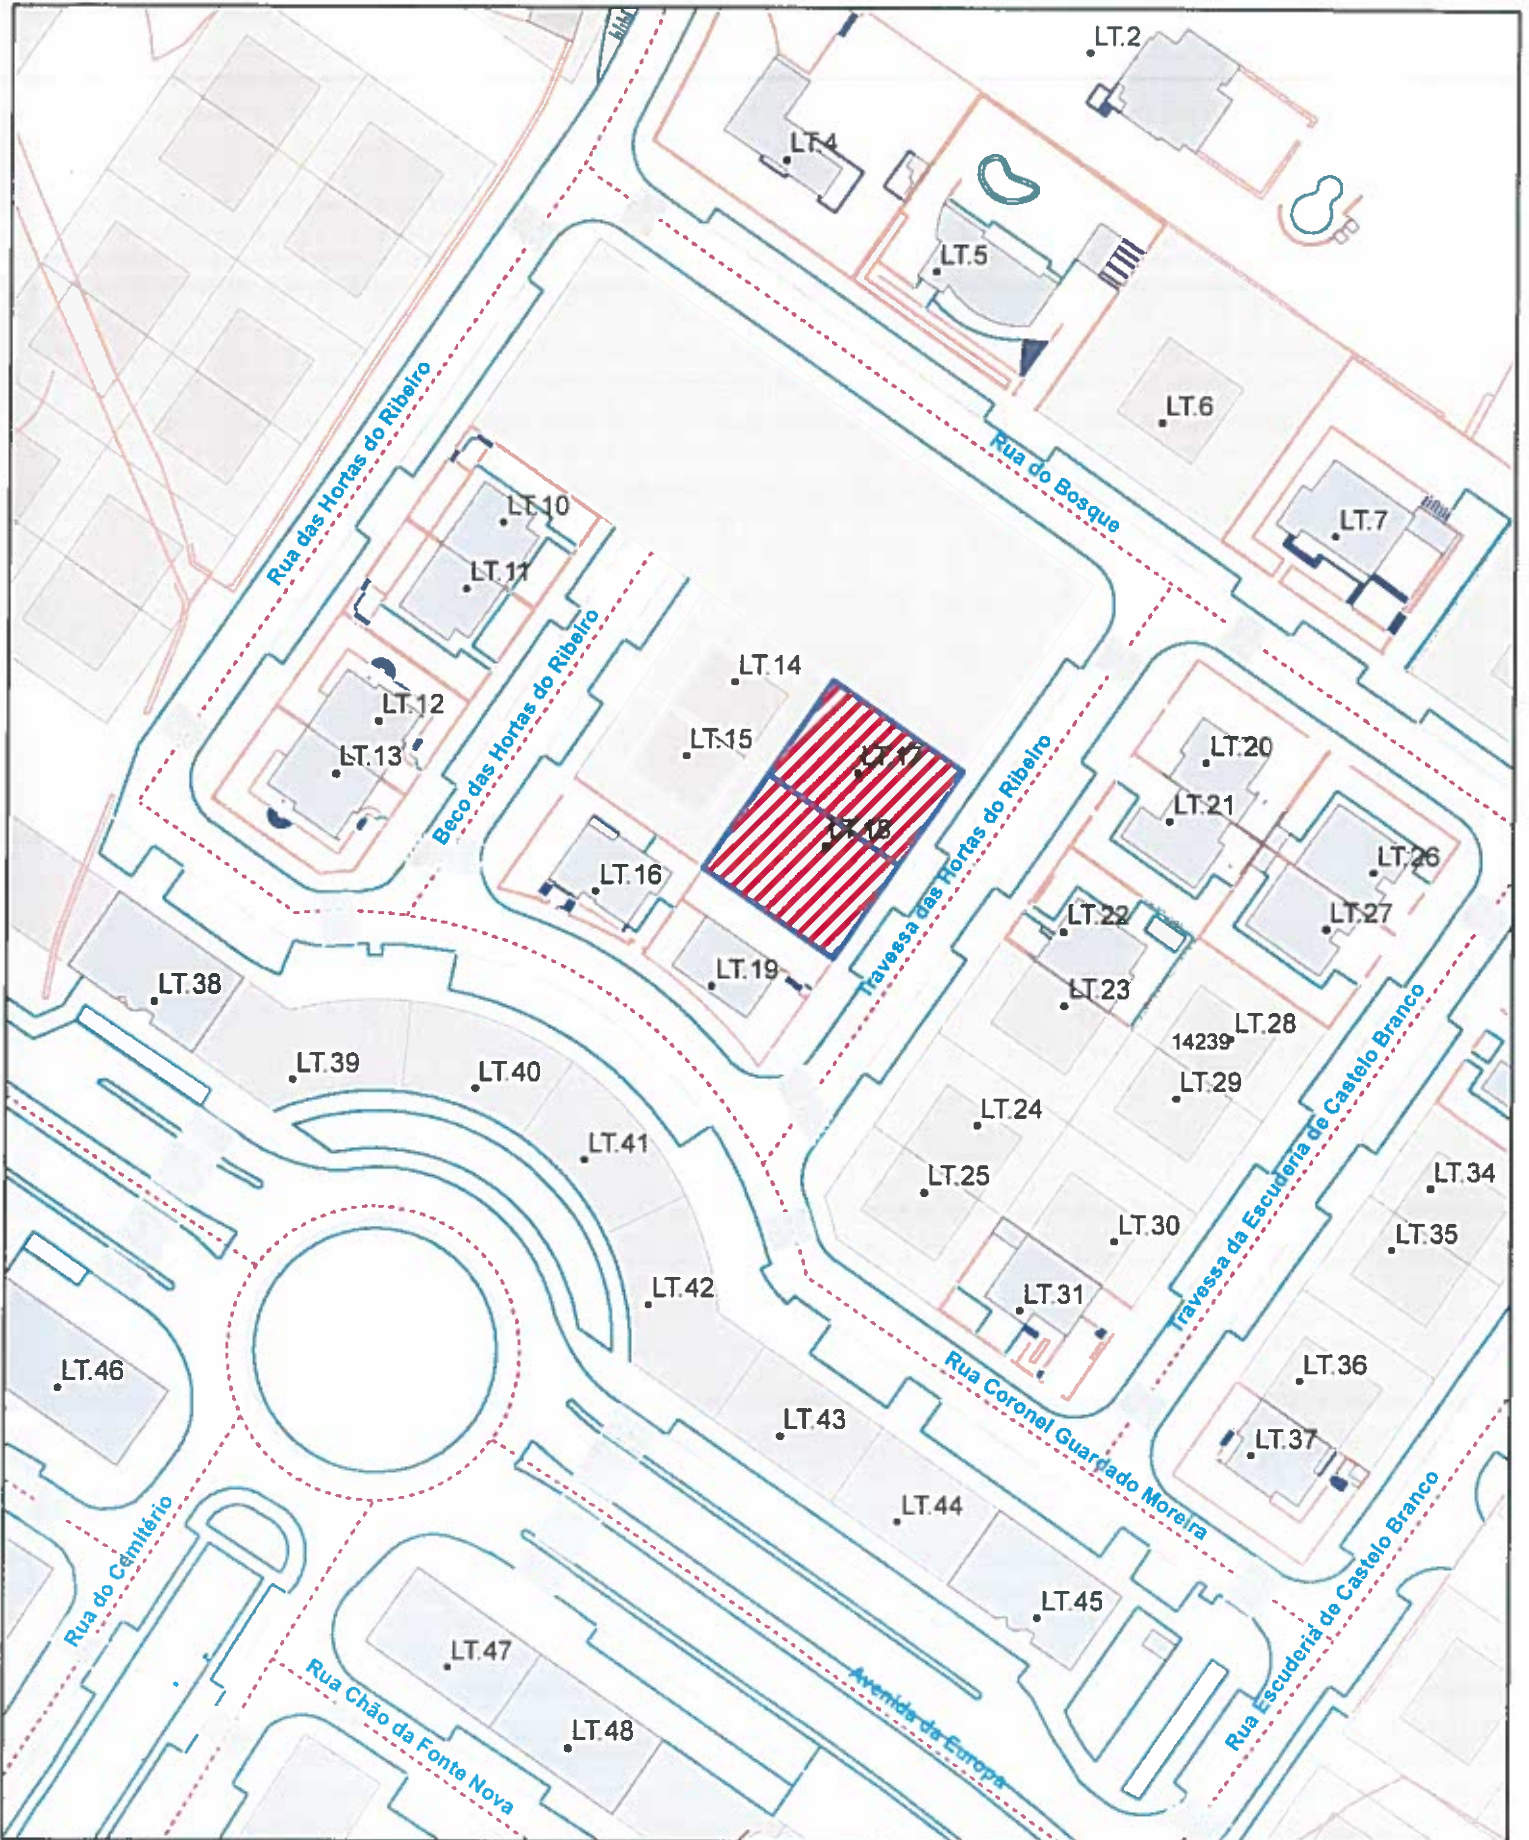 LT.2
LT.4
LT.5
LT.6
Rua das Hortas do Ribeiro
Rua do Bosque
LT.10
LT.7
LT.11
LT.14
LT.12
LT.15
LT.13
Beco das Hortas do Ribeiro
LT.17
LT.18
Travessa das Hortas do Ribeiro
LT.20
LT.21
LT.26
LT.16
LT.27
LT.22
LT.19
LT.38
LT.23
LT.28
14239
LT.39
LT.40
LT.29
LT.24
LT.41
LT.25
LT.34
LT.30
LT.35
Travessa da Escuderia de Castelo Branco
LT.42
LT.31
LT.46
LT.36
LT.43
Rua Coronel Guardado Moreira
LT.37
LT.44
Rua do Cemitério
LT.45
Rua Escuderia de Castelo Branco
LT.47
Rua Chão da Fonte Nova
LT.48
Avenida da Europa